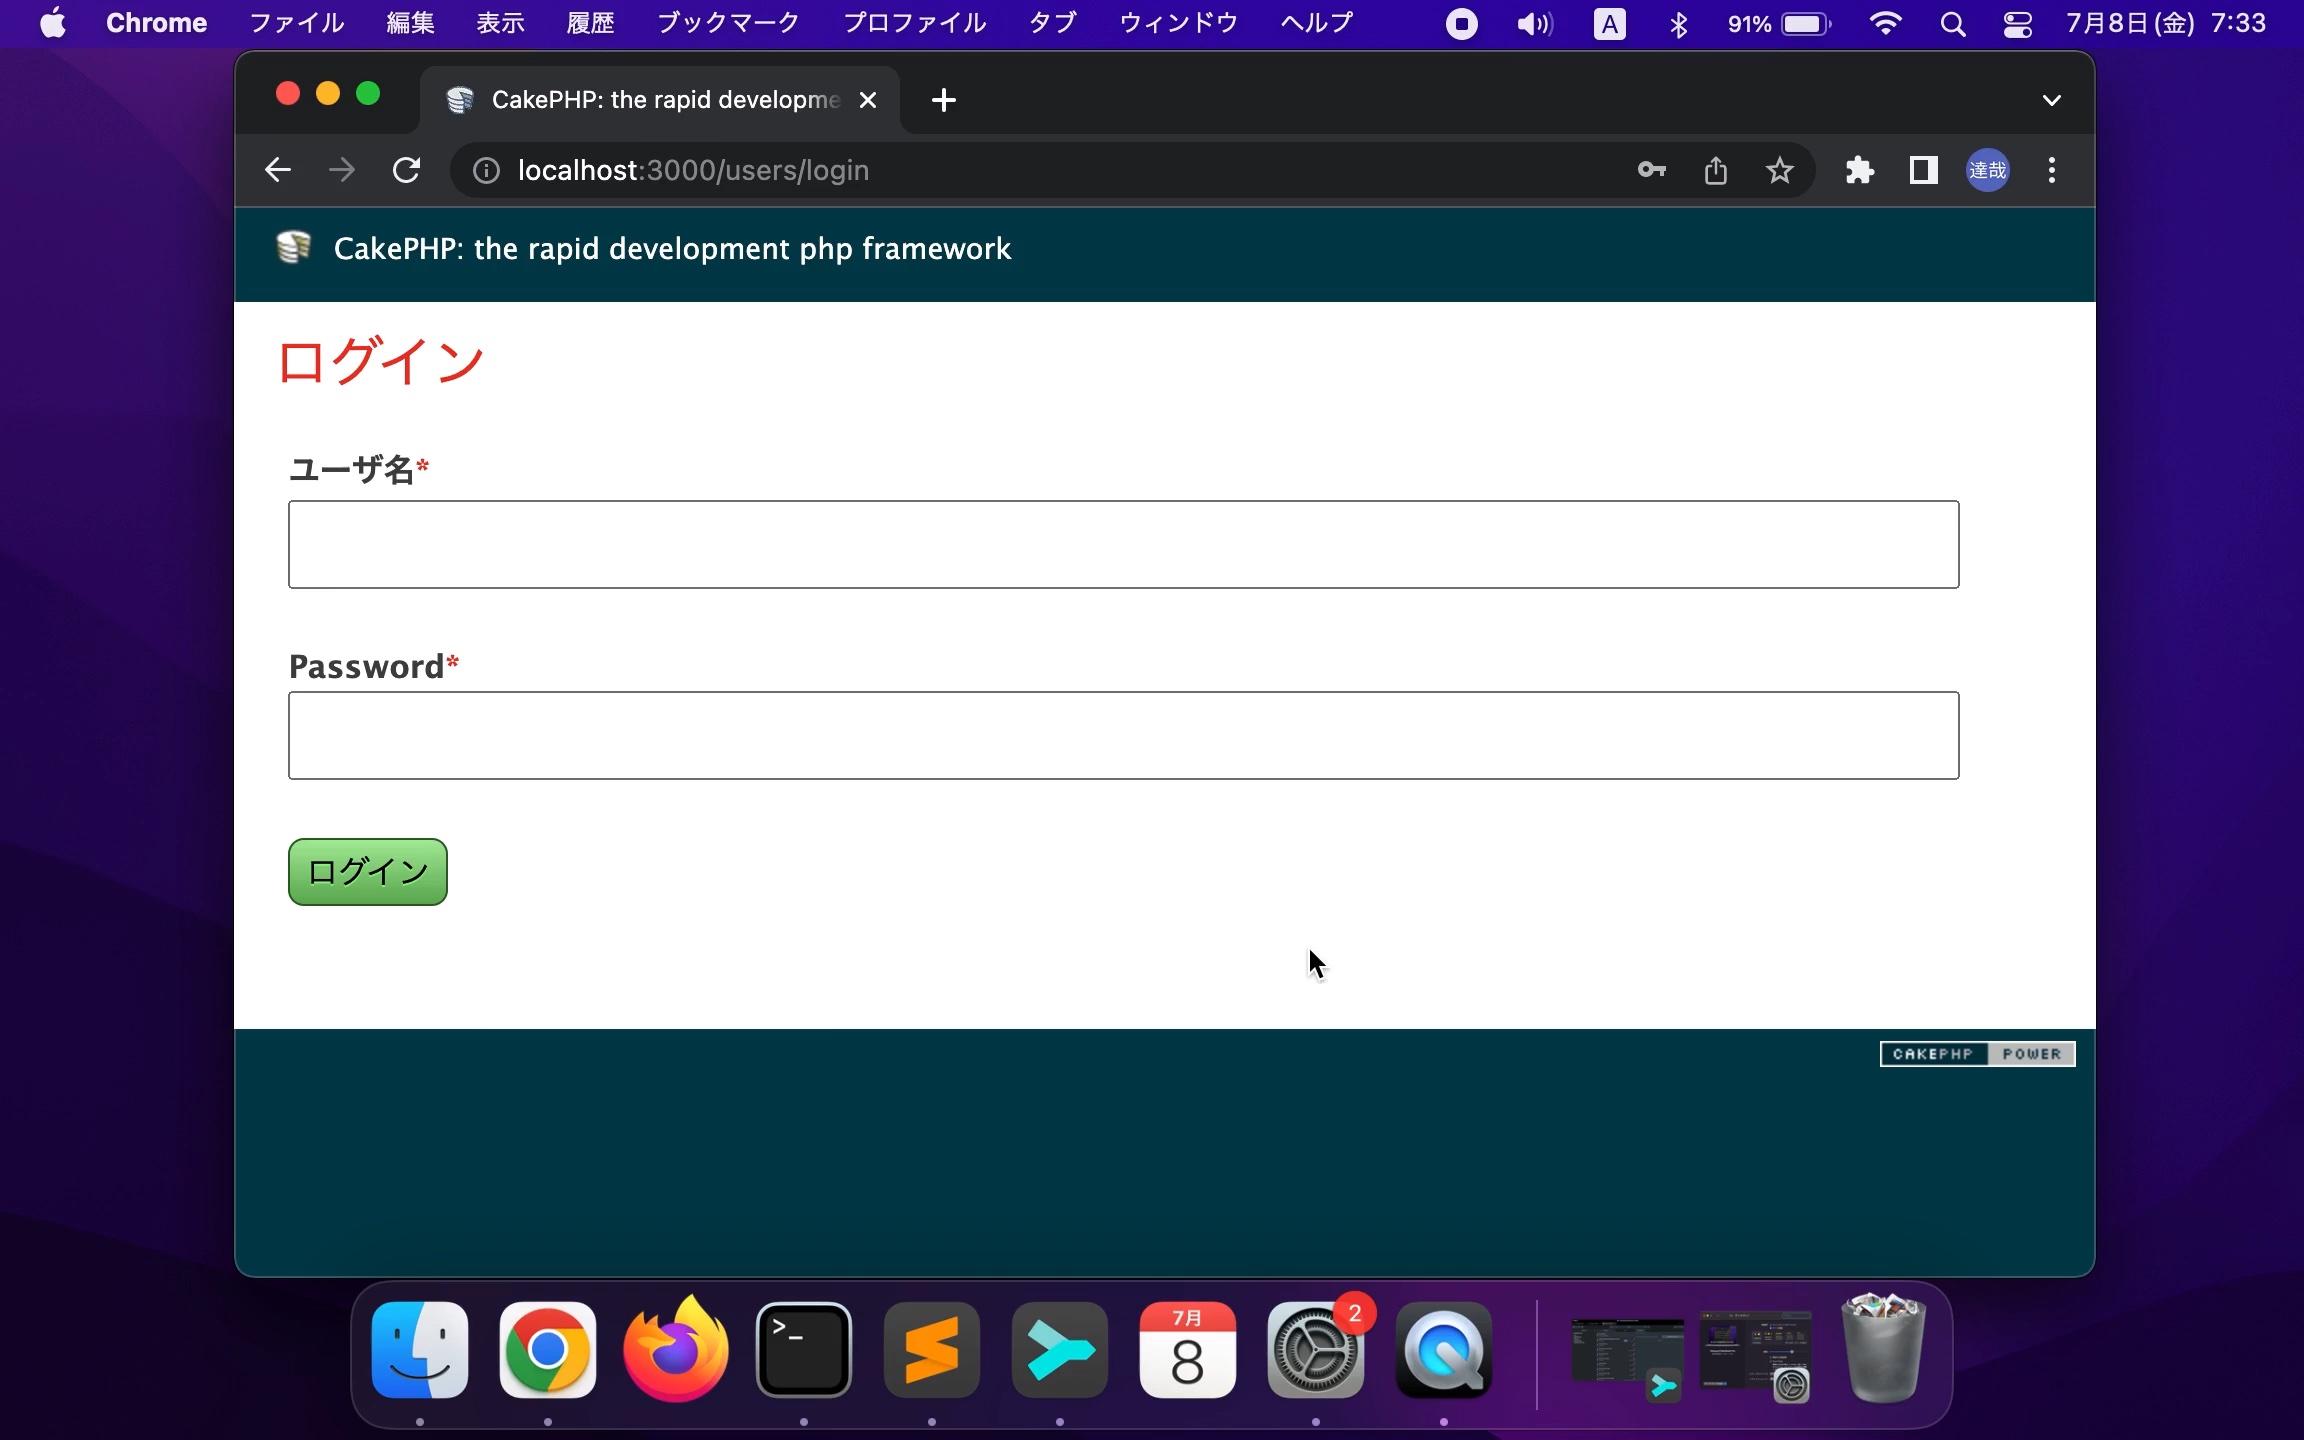 Chrome ファイル 編集 表示 履歴 ブックマーク プロファイル タブ ウィンドウ ヘルプ A 91% 7月8日(金) 7:33
CakePHP: the rapid developme
localhost:3000/users/login 達哉
CakePHP: the rapid development php framework
ログイン
ユーザ名*
Password*
ログイン
CAKEPHP POWER
>_ 7月 2
8